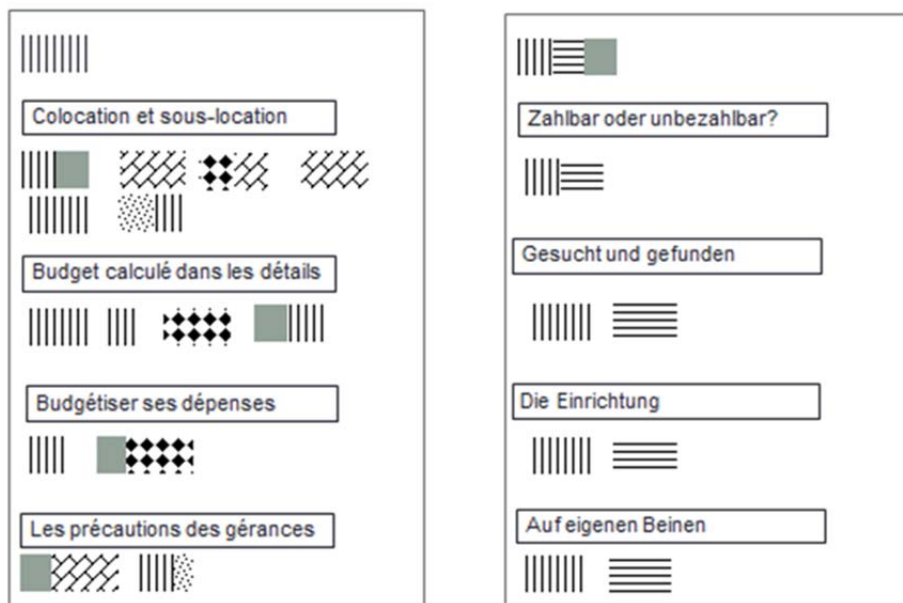 Colocation et sous-location
Budget calculé dans les détails
Budgétiser ses dépenses
Les précautions des gérances
Zahlbar oder unbezahlbar?
Gesucht und gefunden
Die Einrichtung
Auf eigenen Beinen